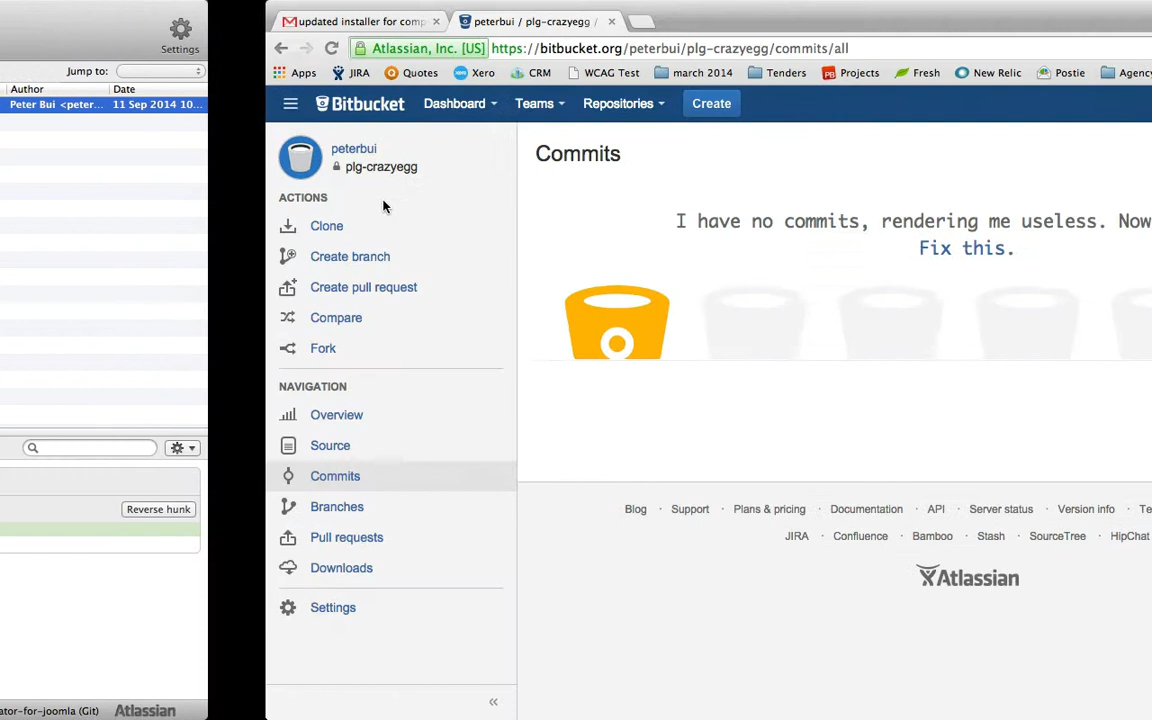 Settings
Jump to:
Author Date
Peter Bui <peter... 11 Sep 2014 10...
Reverse hunk
ator-for-joomla (Git) Atlassian
updated installer for comp
peterbui / plg-crazyegg /
Atlassian, Inc. [US] https://bitbucket.org/peterbui/plg-crazyegg/commits/all
Apps JIRA Quotes Xero CRM WCAG Test march 2014 Tenders Projects Fresh New Relic Postie Agency
Bitbucket Dashboard Teams Repositories Create
peterbui
plg-crazyegg
ACTIONS
Clone
Create branch
Create pull request
Compare
Fork
NAVIGATION
Overview
Source
Commits
Branches
Pull requests
Downloads
Settings
«
Commits
I have no commits, rendering me useless. Now
Fix this.
Blog · Support · Plans & pricing · Documentation · API · Server status · Version info · Te
JIRA · Confluence · Bamboo · Stash · SourceTree · HipChat
Atlassian